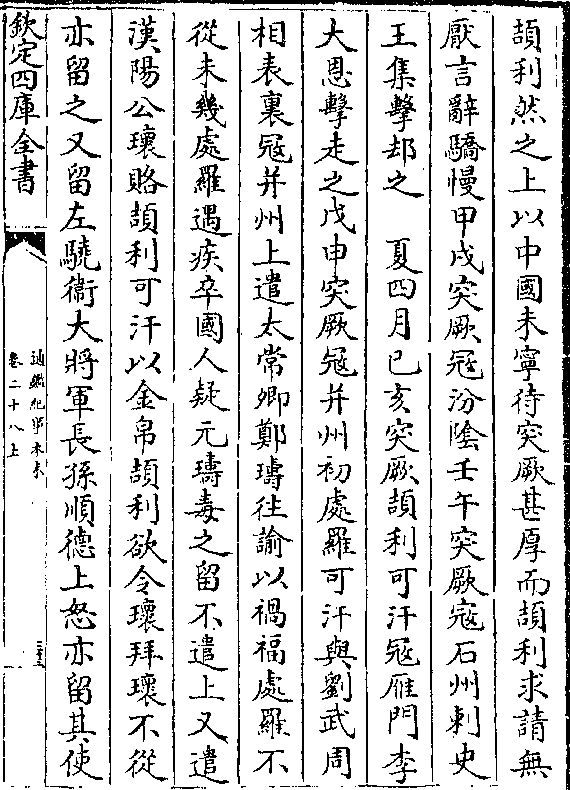 頡利然之上以中國未寧待突厥甚厚而頡利求請無
厭言辭驕慢甲戌突厥冦汾隂壬午突厥寇石州刺史
王集擊却之　夏四月已亥突厥頡利可汗冦雁門李
大恩擊走之戊申突厥冦并州初處羅可汗與劉武周
相表裏冦并州上遣太常卿鄭璹往諭以禍福處羅不
從未幾處羅遇疾卒國人疑元璹毒之留不遣上又遣
漢陽公瓌賂頡利可汗以金帛頡利欲令瓌拜瓌不從
亦留之又留左驍衛大將軍長孫順德上怒亦留其使
欽定四庫全書
通鑑紀事本末
卷二十八上